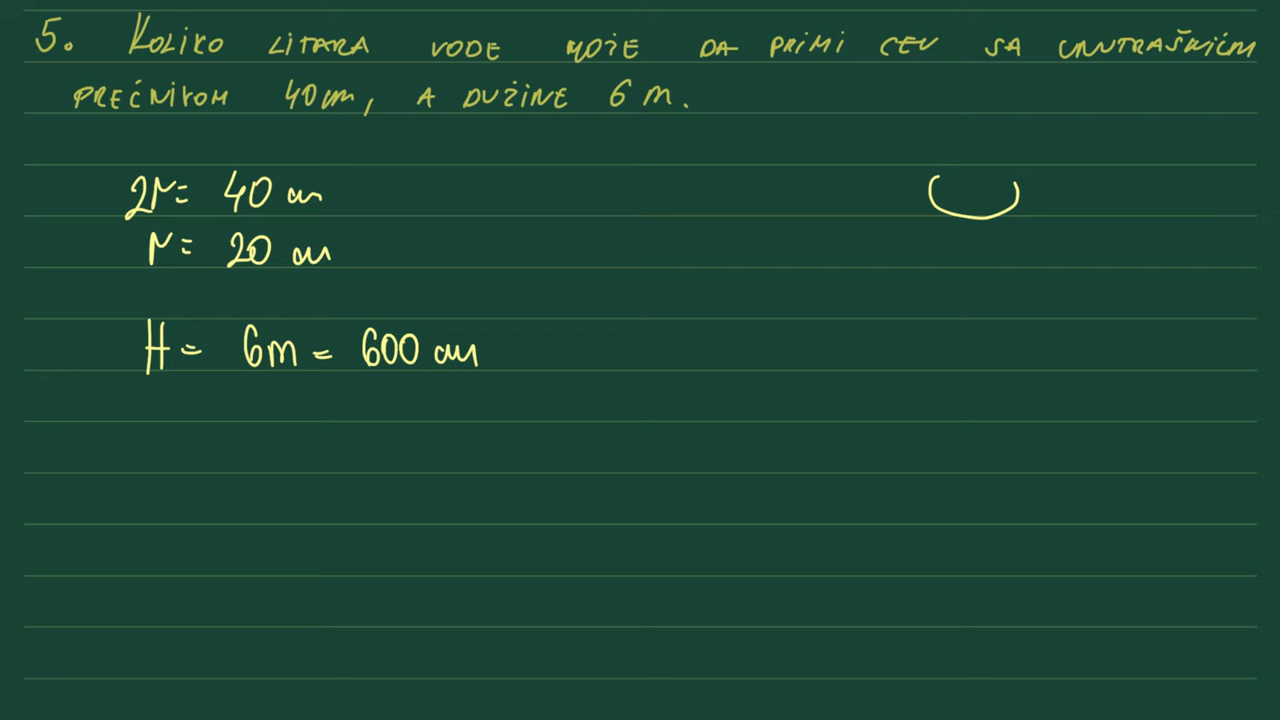 5. KOLIKO LITARA VODE MOŽE DA PRIMI CEV SA UNUTRAŠNJIM
PREČNIKOM 40cm, A DUŽINE 6 m.
2r = 40 cm
r = 20 cm
H = 6m = 600 cm